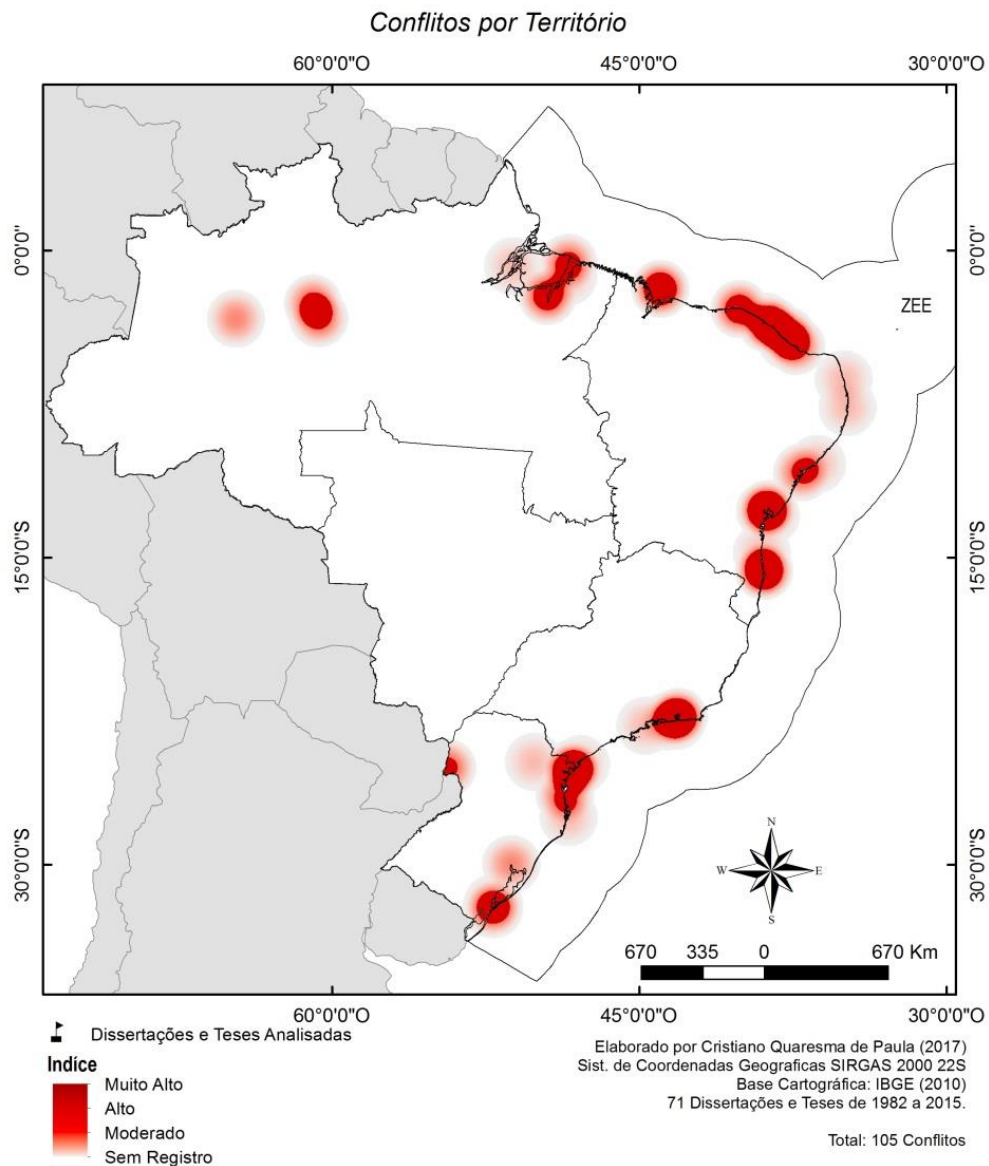 Conflitos por Território
60°0'0"O 45°0'0"O 30°0'0"O
0°0'0"
0°0'0"
ZEE
15°0'0"S
15°0'0"S
30°0'0"S
30°0'0"S
N
W E
S
670 335 0 670 Km
60°0'0"O 45°0'0"O 30°0'0"O
Dissertações e Teses Analisadas
Indíce
Muito Alto
Alto
Moderado
Sem Registro
Elaborado por Cristiano Quaresma de Paula (2017)
Sist. de Coordenadas Geograficas SIRGAS 2000 22S
Base Cartográfica: IBGE (2010)
71 Dissertações e Teses de 1982 a 2015.
Total: 105 Conflitos